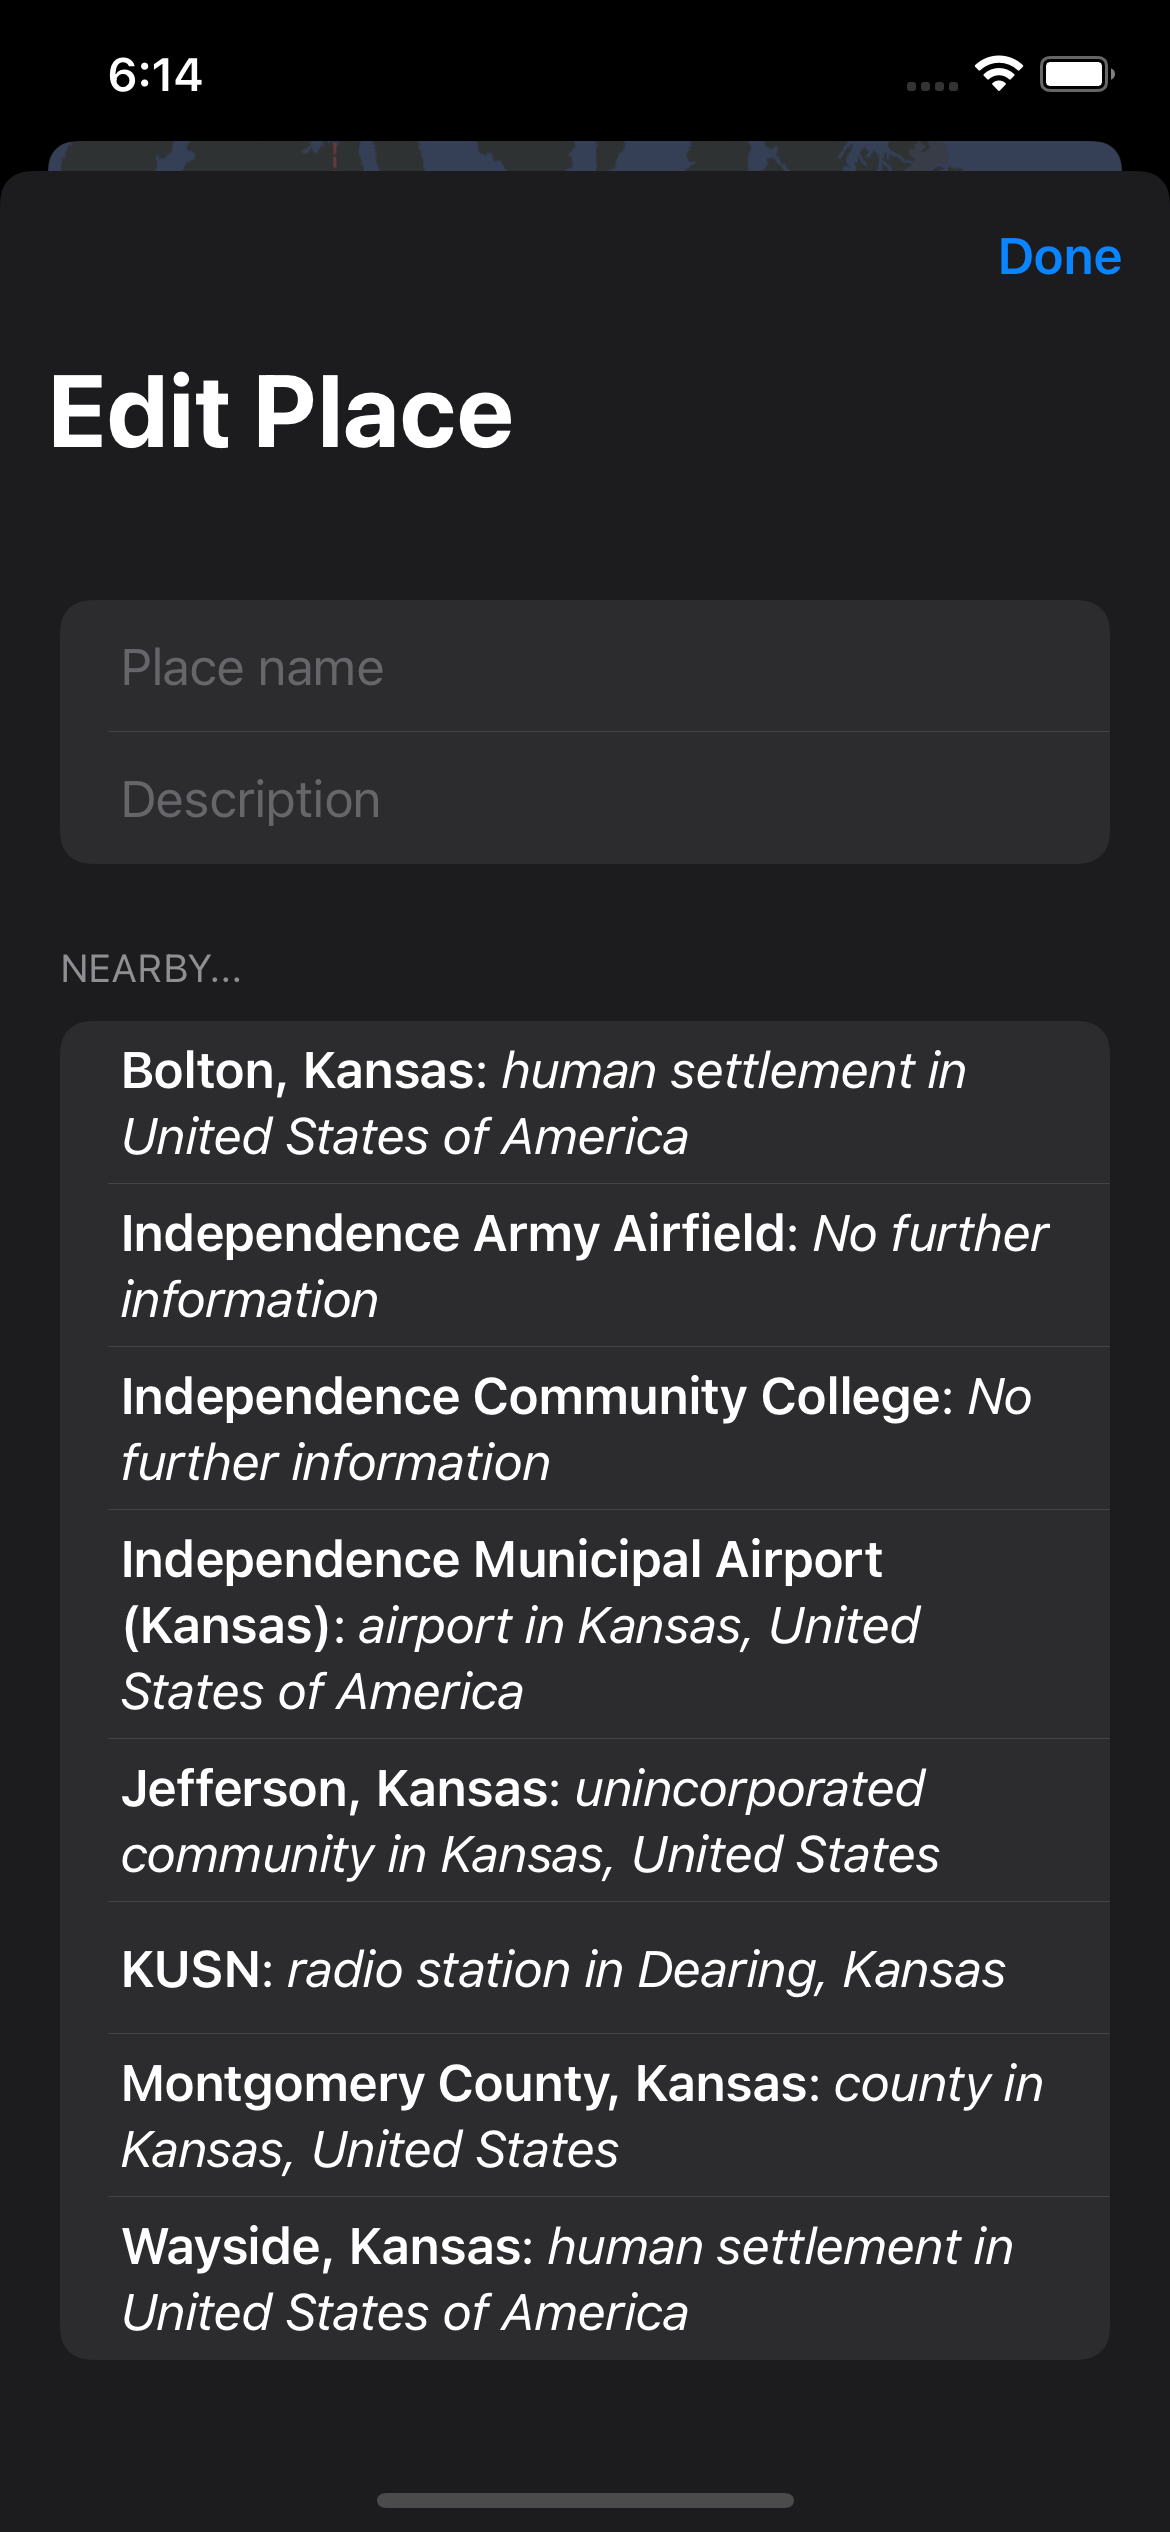 6:14
Done
Edit Place
Place name
Description
NEARBY...
Bolton, Kansas: human settlement in
United States of America
Independence Army Airfield: No further
information
Independence Community College: No
further information
Independence Municipal Airport
(Kansas): airport in Kansas, United
States of America
Jefferson, Kansas: unincorporated
community in Kansas, United States
KUSN: radio station in Dearing, Kansas
Montgomery County, Kansas: county in
Kansas, United States
Wayside, Kansas: human settlement in
United States of America